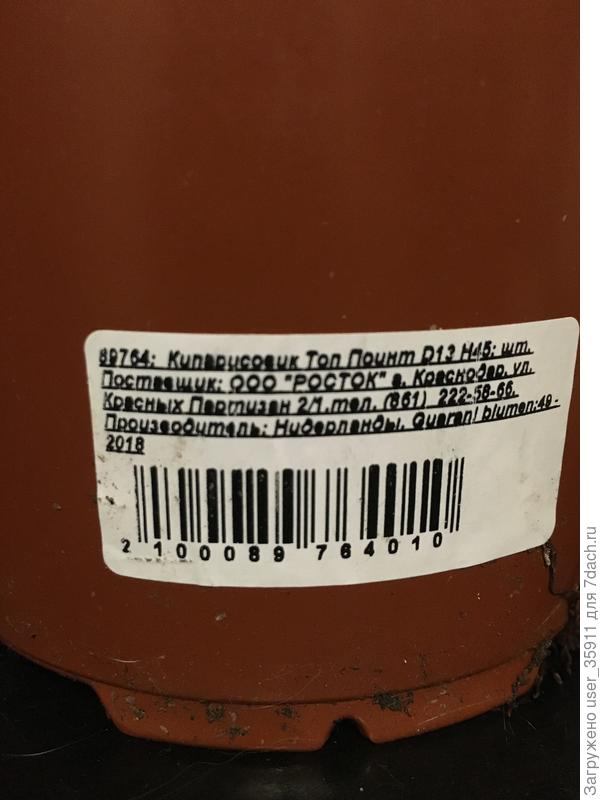 89764; Кипарисовик Топ Поинт D13 H45; шт.
Поставщик: ООО "РОСТОК" г. Краснодар, ул.
Красных Партизан 2/1,тел. (861) 222-58-66.
Производитель: Нидерланды, Quarani blumen;49-
2018
2 100089 764010
Загружено user_35911 для 7dach.ru